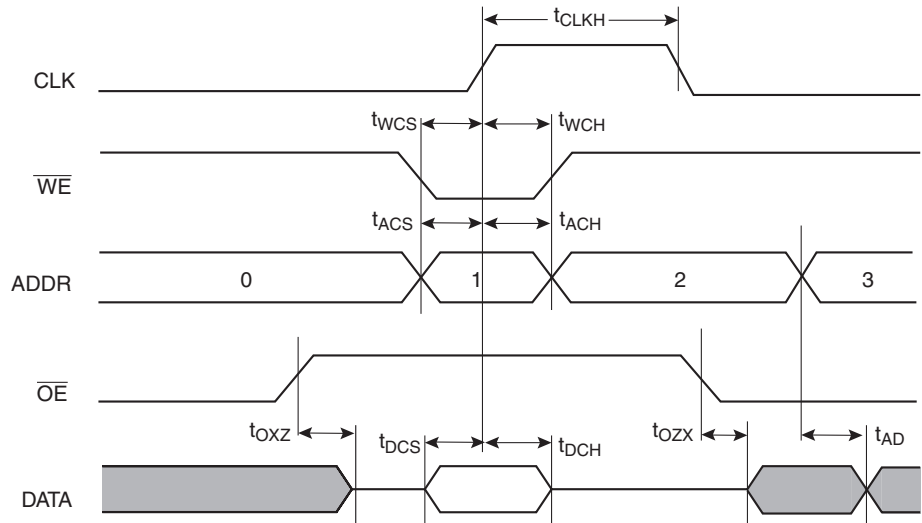 tCLKH
CLK
tWCS tWCH
WE
tACS tACH
ADDR 0 1 2 3
OE
tOXZ tDCS tDCH tOZX tAD
DATA